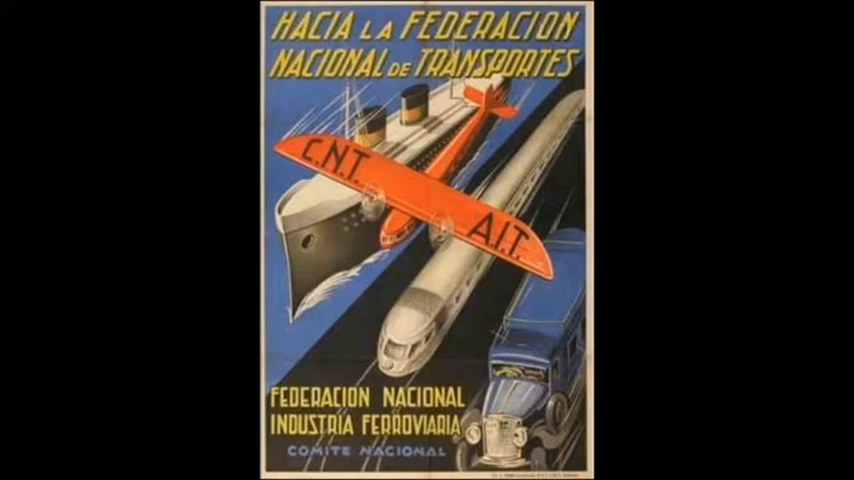 HACIA LA FEDERACION
NACIONAL DE TRANSPORTES
C.N.T.
A.I.T.
FEDERACION NACIONAL
INDUSTRIA FERROVIARIA
COMITE NACIONAL